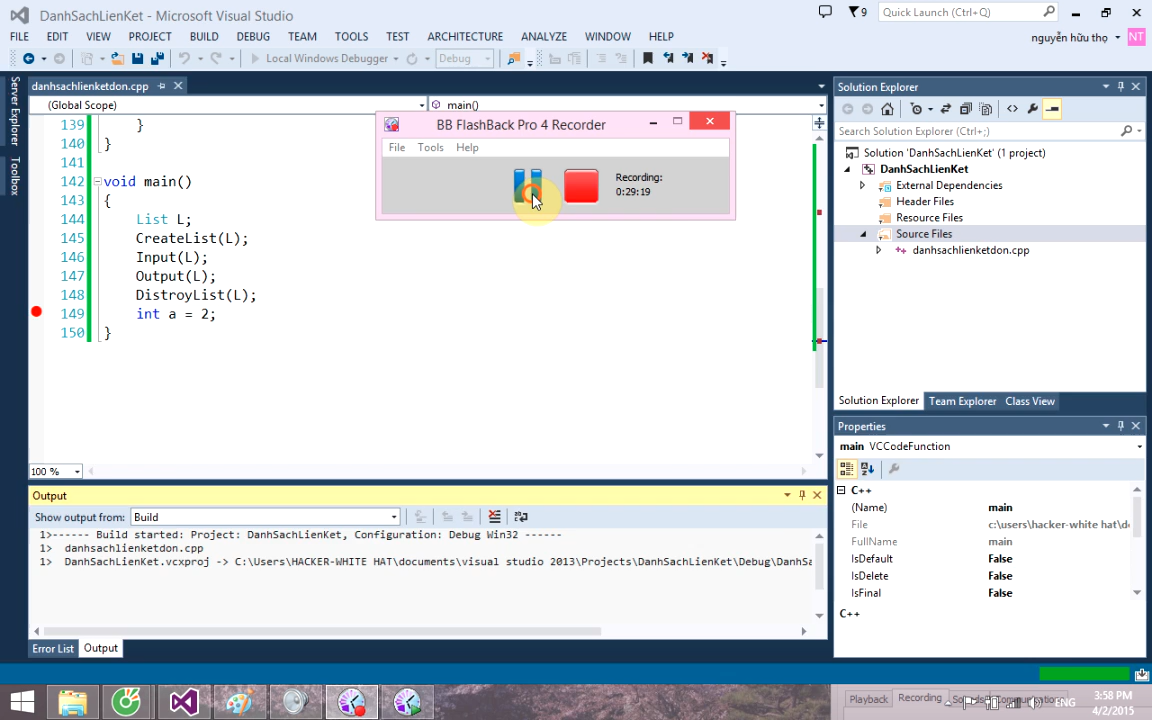 DanhSachLienKet - Microsoft Visual Studio
9
Quick Launch (Ctrl+Q)
FILE EDIT VIEW PROJECT BUILD DEBUG TEAM TOOLS TEST ARCHITECTURE ANALYZE WINDOW HELP
nguyễn hữu thọ NT
Local Windows Debugger
Debug
Server Explorer
Toolbox
danhsachlienketdon.cpp
(Global Scope)
main()
139 }
140 }
141
142 void main()
143 {
144 List L;
145 CreateList(L);
146 Input(L);
147 Output(L);
148 DistroyList(L);
149 int a = 2;
150 }
100 %
BB FlashBack Pro 4 Recorder
File Tools Help
Recording:
0:29:19
Solution Explorer
Search Solution Explorer (Ctrl+;)
Solution 'DanhSachLienKet' (1 project)
DanhSachLienKet
External Dependencies
Header Files
Resource Files
Source Files
danhsachlienketdon.cpp
Solution Explorer Team Explorer Class View
Properties
main VCCodeFunction
C++
(Name) main
File c:\users\hacker-white hat\d
FullName main
IsDefault False
IsDelete False
IsFinal False
C++
Output
Show output from: Build
1>------ Build started: Project: DanhSachLienKet, Configuration: Debug Win32 ------
1> danhsachlienketdon.cpp
1> DanhSachLienKet.vcxproj -> C:\Users\HACKER-WHITE HAT\documents\visual studio 2013\Projects\DanhSachLienKet\Debug\DanhSa
Error List Output
Playback Recording
ENG
3:58 PM
4/2/2015